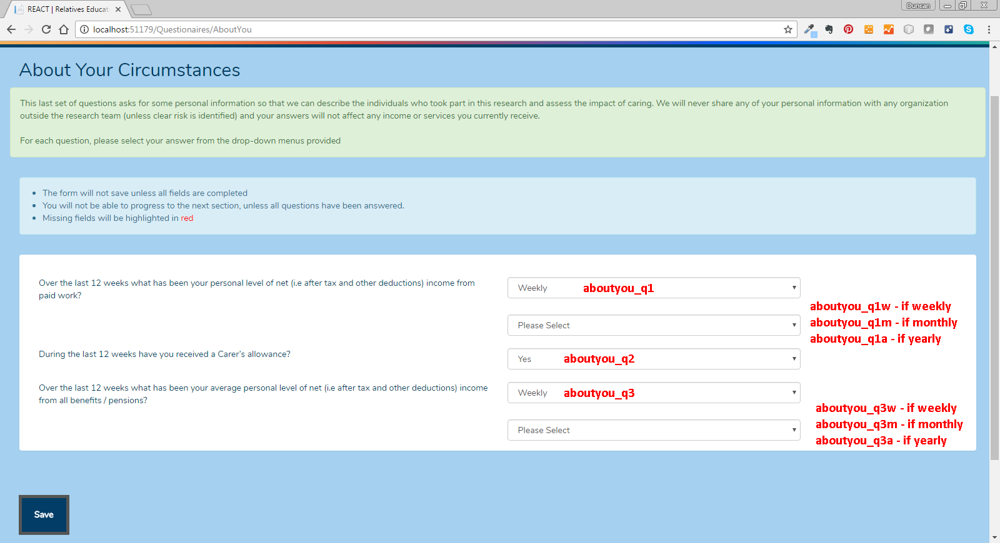 REACT | Relatives Educat
Duncan
localhost:51179/Questionaires/AboutYou
About Your Circumstances
This last set of questions asks for some personal information so that we can describe the individuals who took part in this research and assess the impact of caring. We will never share any of your personal information with any organization
outside the research team (unless clear risk is identified) and your answers will not affect any income or services you currently receive.
For each question, please select your answer from the drop-down menus provided
The form will not save unless all fields are completed
You will not be able to progress to the next section, unless all questions have been answered.
Missing fields will be highlighted in red
Over the last 12 weeks what has been your personal level of net (i.e after tax and other deductions) income from
paid work?
Weekly aboutyou_q1
aboutyou_q1w - if weekly
Please Select
aboutyou_q1m - if monthly
aboutyou_q1a - if yearly
During the last 12 weeks have you received a Carer's allowance?
Yes aboutyou_q2
Over the last 12 weeks what has been your average personal level of net (i.e after tax and other deductions) income
from all benefits / pensions?
Weekly aboutyou_q3
aboutyou_q3w - if weekly
Please Select
aboutyou_q3m - if monthly
aboutyou_q3a - if yearly
Save